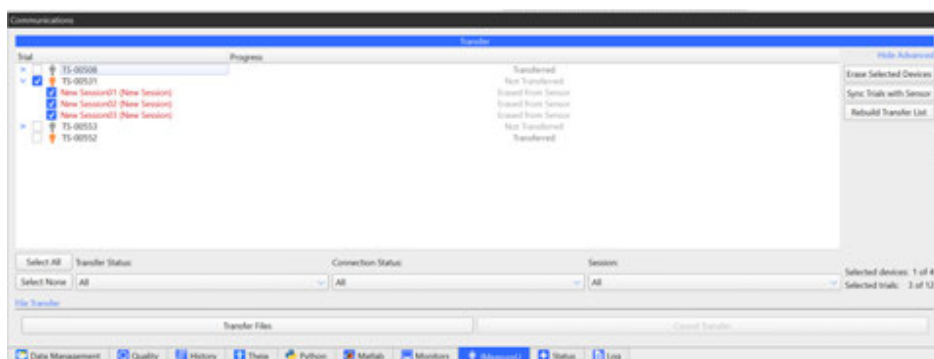 Communications
Transfer
Trial Progress Hide Advanced
TS-00508 Transferred
TS-00531 Not Transferred
New Session01 (New Session) Erased from Sensor
New Session02 (New Session) Erased from Sensor
New Session03 (New Session) Erased from Sensor
TS-00553 Not Transferred
TS-00552 Transferred
Erase Selected Devices
Sync Trials with Sensor
Rebuild Transfer List
Select All Transfer Status: Connection Status: Session:
Select None All All All
Selected devices: 1 of 4
Selected trials: 3 of 12
File Transfer
Transfer Files Cancel Transfer
Data Management Quality History Theia Python Matlab Monitors Advanced Status Log